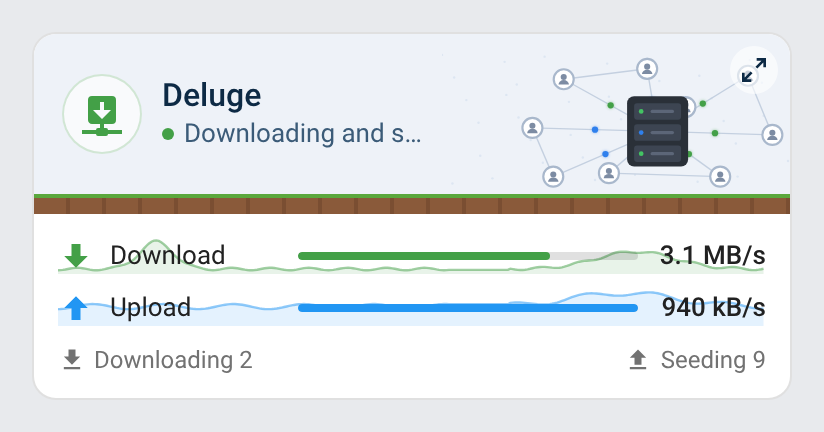 Deluge
Downloading and s...
Download 3.1 MB/s
Upload 940 kB/s
Downloading 2 Seeding 9